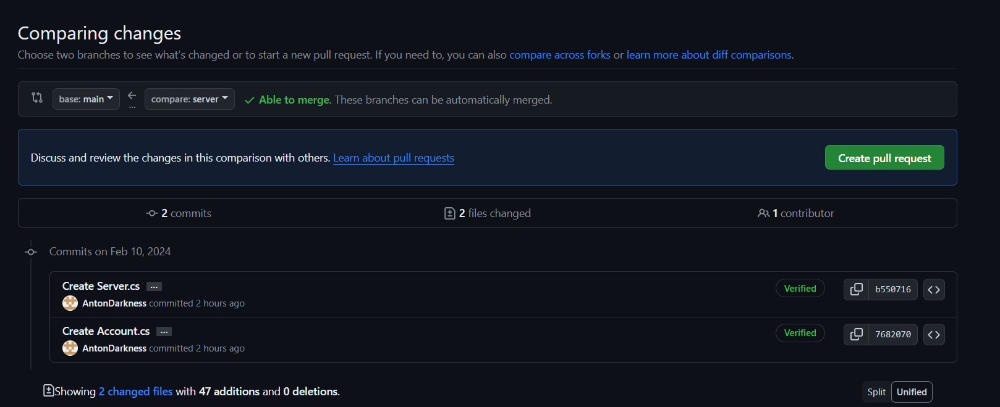 Comparing changes
Choose two branches to see what's changed or to start a new pull request. If you need to, you can also compare across forks or learn more about diff comparisons.
base: main compare: server Able to merge. These branches can be automatically merged.
Discuss and review the changes in this comparison with others. Learn about pull requests Create pull request
2 commits 2 files changed 1 contributor
Commits on Feb 10, 2024
Create Server.cs ... Verified b550716
AntonDarkness committed 2 hours ago
Create Account.cs ... Verified 7682070
AntonDarkness committed 2 hours ago
Showing 2 changed files with 47 additions and 0 deletions. Split Unified